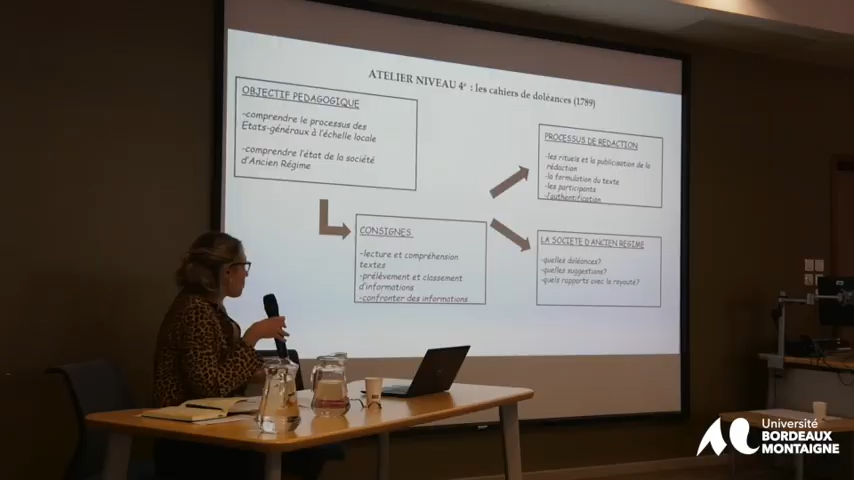 ATELIER NIVEAU 4e : les cahiers de doléances (1789)
OBJECTIF PEDAGOGIQUE
-comprendre le processus des
Etats-généraux à l'échelle locale
-comprendre l'état de la société
d'Ancien Régime
CONSIGNES
-lecture et compréhension
textes
-prélèvement et classement
d'informations
-confronter des informations
PROCESSUS DE REDACTION
-les rituels et la publicisation de la
rédaction
-la formulation du texte
-les participants
-l'authentification
LA SOCIETE D'ANCIEN REGIME
-quelles doléances?
-quelles suggestions?
-quels rapports avec la royauté?
Université
BORDEAUX
MONTAIGNE